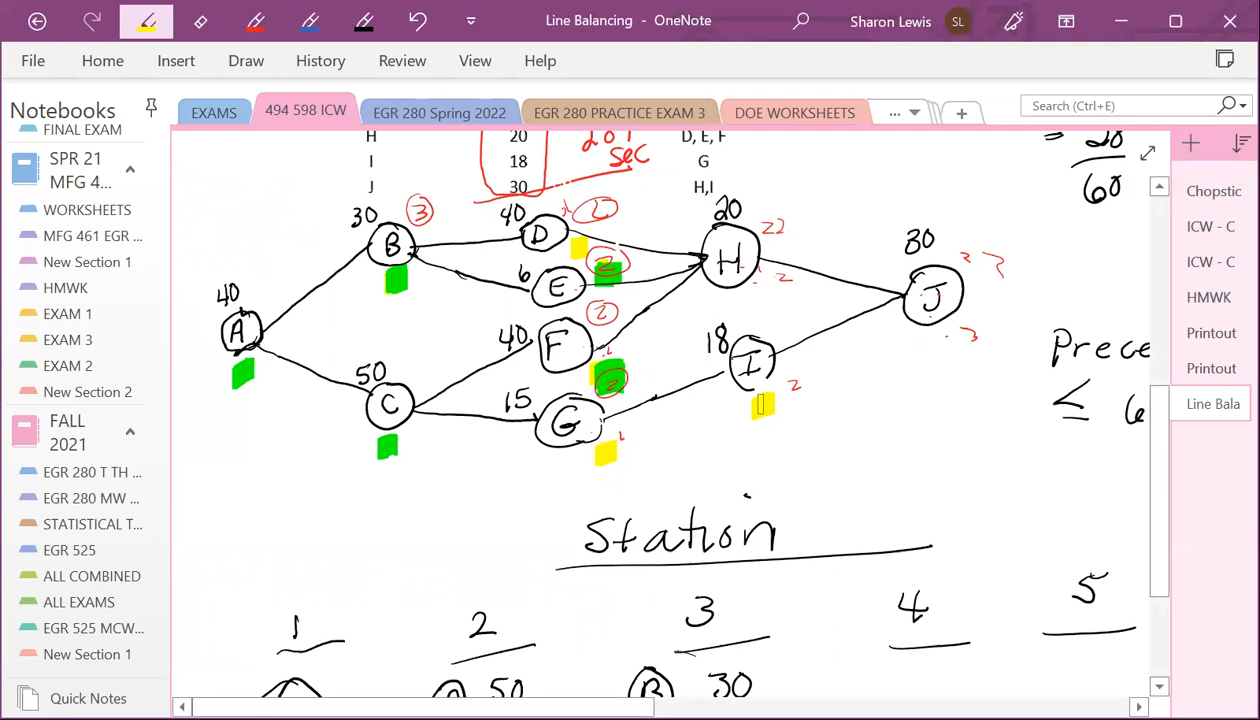 Line Balancing - OneNote
Sharon Lewis
SL
File Home Insert Draw History Review View Help
Notebooks
EXAMS
494 598 ICW
EGR 280 Spring 2022
EGR 280 PRACTICE EXAM 3
DOE WORKSHEETS
...
Search (Ctrl+E)
FINAL EXAM
SPR 21
MFG 4...
WORKSHEETS
MFG 461 EGR ...
New Section 1
HMWK
EXAM 1
EXAM 3
EXAM 2
New Section 2
FALL
2021
EGR 280 T TH ...
EGR 280 MW ...
STATISTICAL T...
EGR 525
ALL COMBINED
ALL EXAMS
EGR 525 MCW...
New Section 1
Quick Notes
H 20 D, E, F
I 18 G
J 30 H,I
Sec
=
60
30 B 3
40 D 2
20 H 22
30 J
6 E 2
40 A
40 F 2
18 I 2
50 C
15 G 2
Prece
≤ 6
Station
1 2 3 4 5
50
B 30
Chopstic
ICW - C
ICW - C
HMWK
Printout
Printout
Line Bala